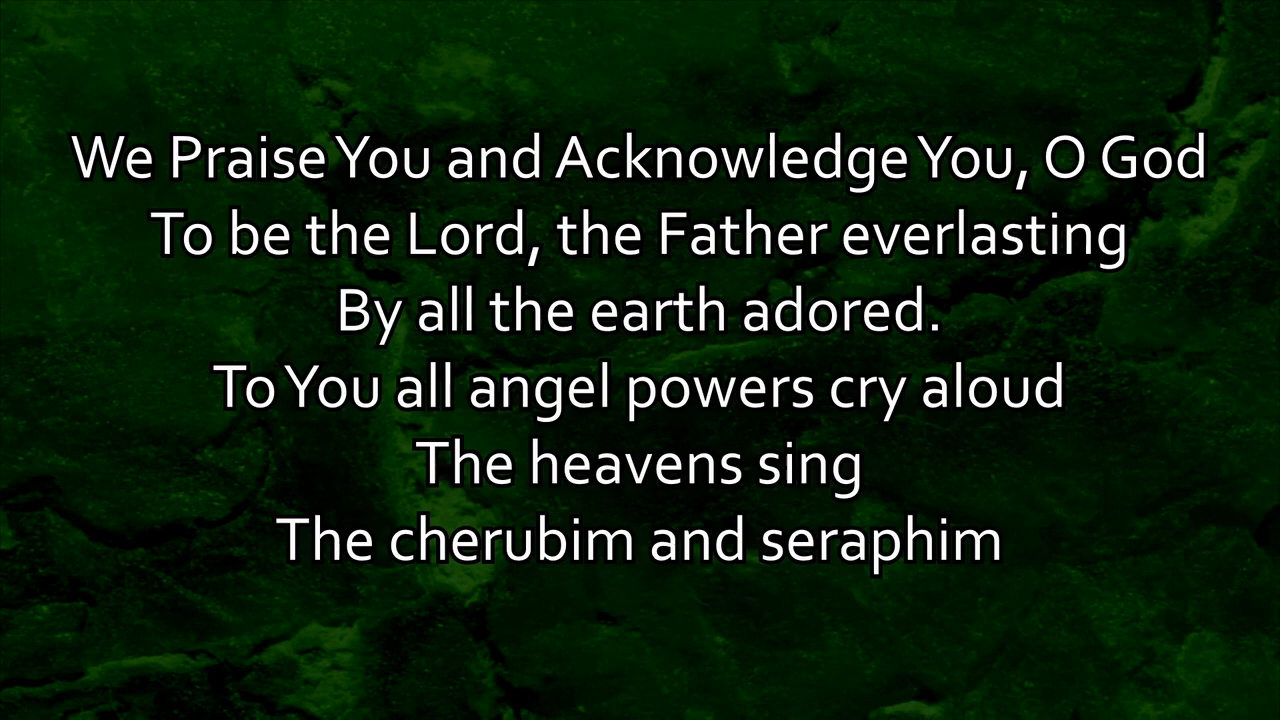 We Praise You and Acknowledge You, O God
To be the Lord, the Father everlasting
By all the earth adored.
To You all angel powers cry aloud
The heavens sing
The cherubim and seraphim